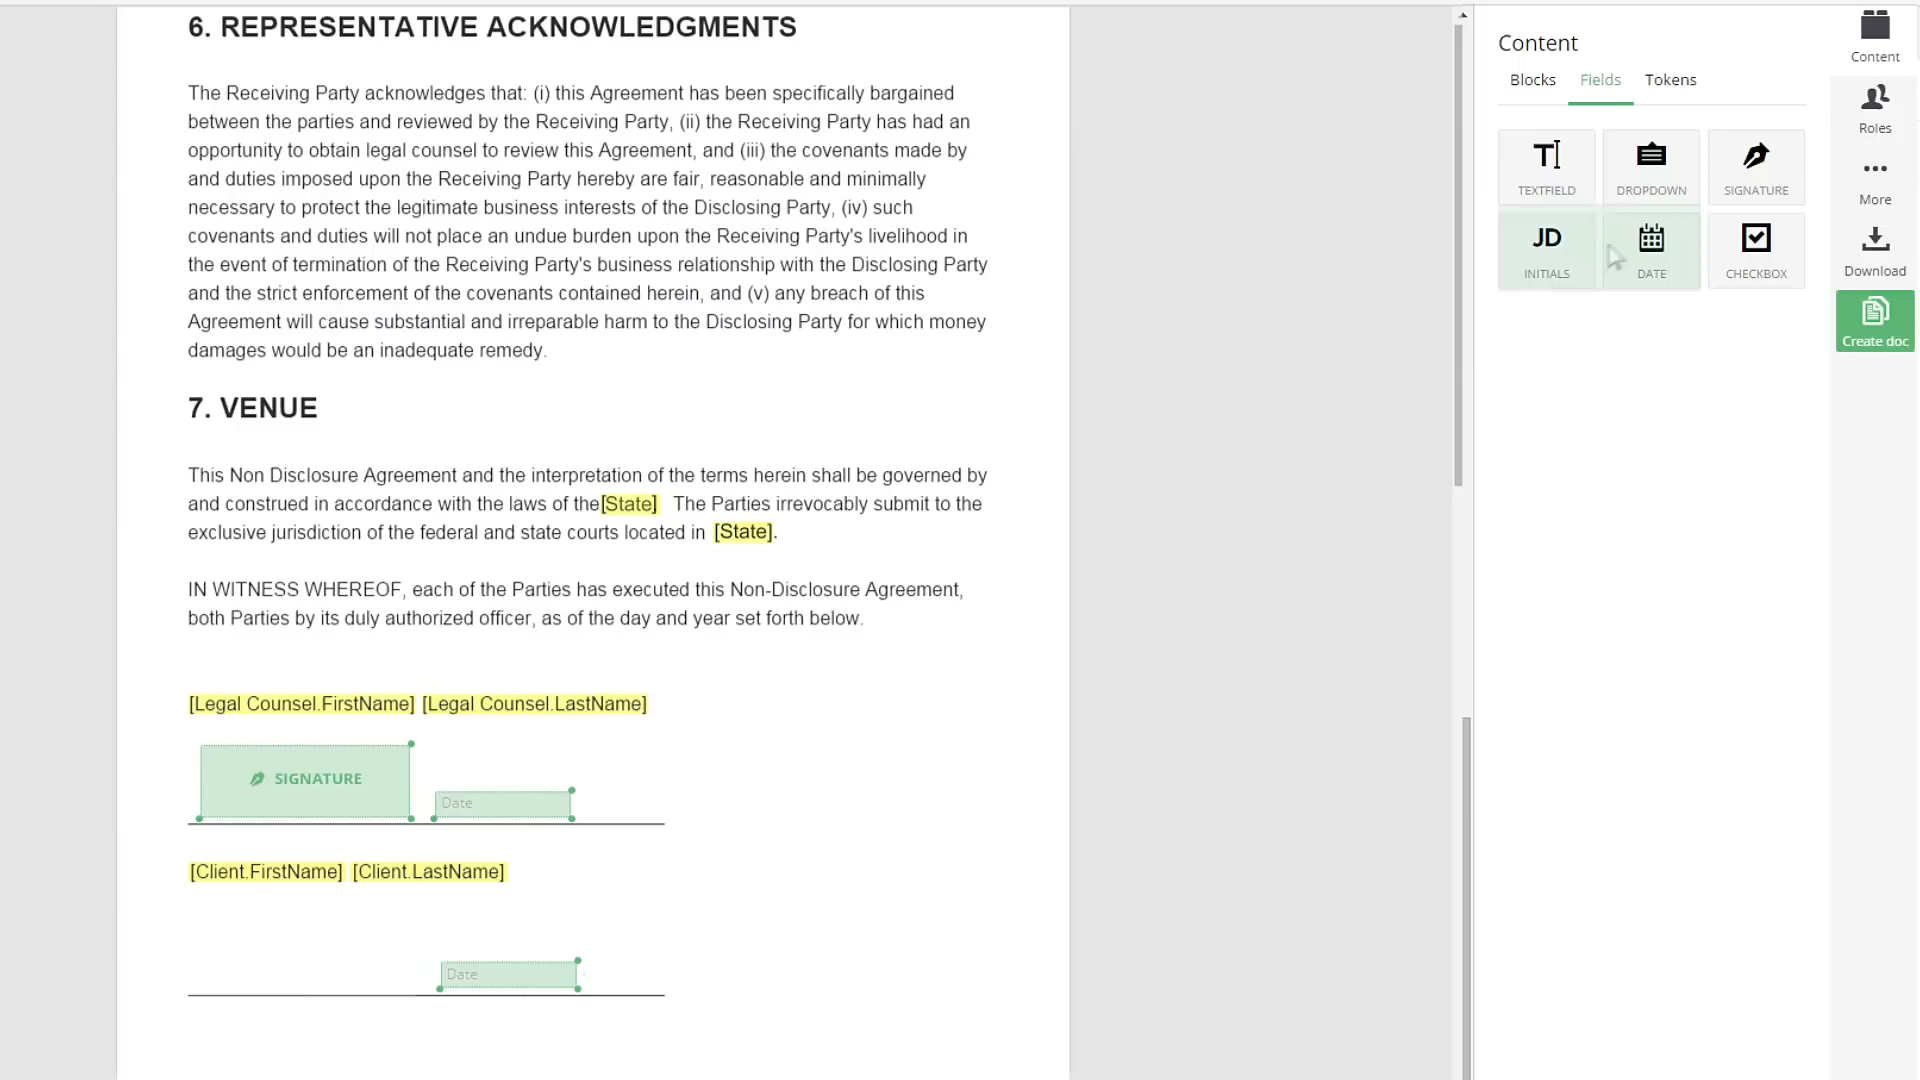 6. REPRESENTATIVE ACKNOWLEDGMENTS
The Receiving Party acknowledges that: (i) this Agreement has been specifically bargained
between the parties and reviewed by the Receiving Party, (ii) the Receiving Party has had an
opportunity to obtain legal counsel to review this Agreement, and (iii) the covenants made by
and duties imposed upon the Receiving Party hereby are fair, reasonable and minimally
necessary to protect the legitimate business interests of the Disclosing Party, (iv) such
covenants and duties will not place an undue burden upon the Receiving Party's livelihood in
the event of termination of the Receiving Party's business relationship with the Disclosing Party
and the strict enforcement of the covenants contained herein, and (v) any breach of this
Agreement will cause substantial and irreparable harm to the Disclosing Party for which money
damages would be an inadequate remedy.
7. VENUE
This Non Disclosure Agreement and the interpretation of the terms herein shall be governed by
and construed in accordance with the laws of the[State] The Parties irrevocably submit to the
exclusive jurisdiction of the federal and state courts located in [State].
IN WITNESS WHEREOF, each of the Parties has executed this Non-Disclosure Agreement,
both Parties by its duly authorized officer, as of the day and year set forth below.
[Legal Counsel.FirstName] [Legal Counsel.LastName]
SIGNATURE
Date
[Client.FirstName] [Client.LastName]
Date
Content
Blocks Fields Tokens
T
TEXTFIELD DROPDOWN SIGNATURE
JD
INITIALS DATE CHECKBOX
Content
Roles
More
Download
Create doc